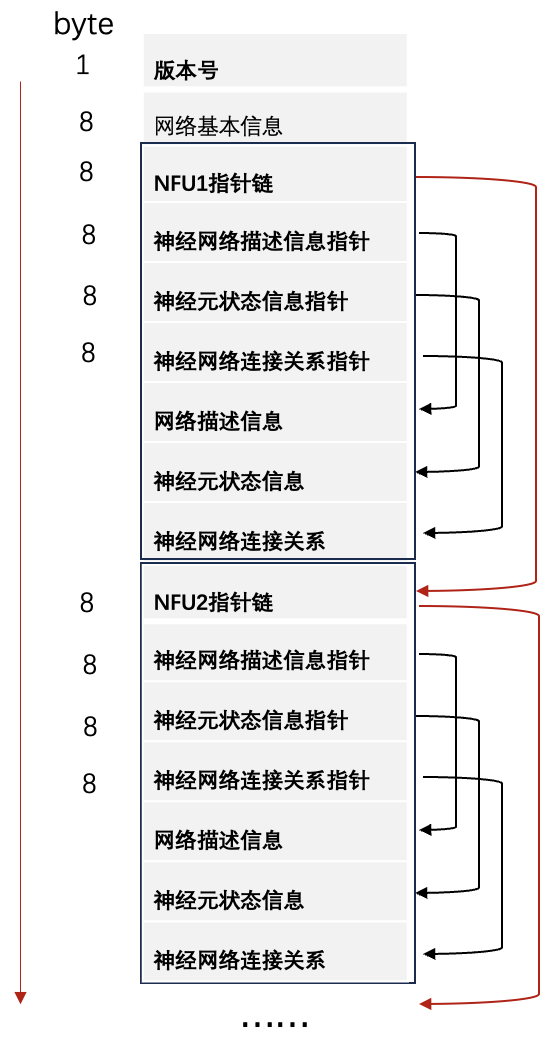 byte
1 版本号
8 网络基本信息
8 NFU1指针链
8 神经网络描述信息指针
8 神经元状态信息指针
8 神经网络连接关系指针
网络描述信息
神经元状态信息
神经网络连接关系
8 NFU2指针链
8 神经网络描述信息指针
8 神经元状态信息指针
8 神经网络连接关系指针
网络描述信息
神经元状态信息
神经网络连接关系
……